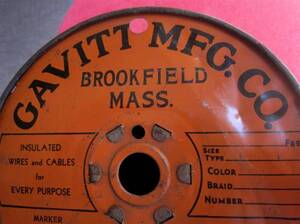 GAVITT MFG. CO.
BROOKFIELD
MASS.
INSULATED
WIRES and CABLES
for
EVERY PURPOSE
MARKER
SIZE
TYPE
COLOR
BRAID
NUMBER